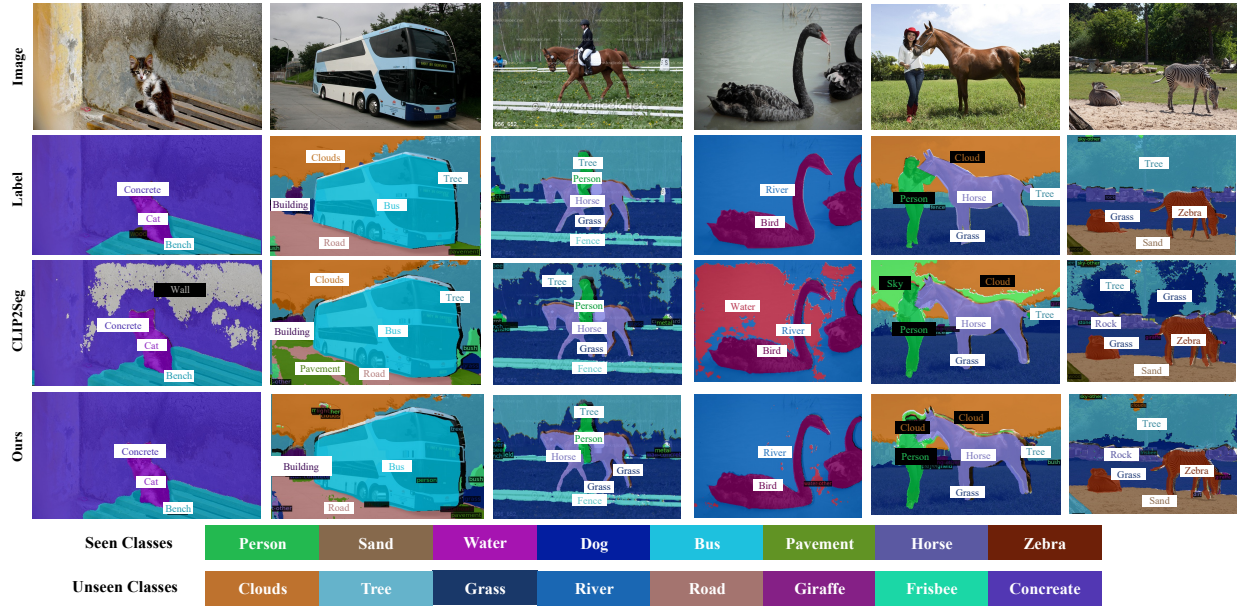 Image
Label
Clouds
Tree
Cloud
Tree
Concrete
Person
River
Tree
Building
Bus
Horse
Person
Horse
Grass
Zebra
Cat
Grass
Bird
Bench
Road
Fence
Grass
Sand
CLIP2Seg
Wall
Clouds
Tree
Sky
Tree
Grass
Tree
Person
Water
Concrete
Building
Bus
Horse
River
Person
Horse
Tree
Rock
Cat
Grass
Bird
Grass
Zebra
Bench
Pavement
Road
Fence
Grass
Sand
Ours
Tree
Cloud
Cloud
Tree
Concrete
Person
River
Person
Horse
Tree
Rock
Building
Bus
Horse
Grass
Grass
Zebra
Cat
Grass
Bird
Grass
Bench
Road
Fence
Sand
Seen Classes
Person Sand Water Dog Bus Pavement Horse Zebra
Unseen Classes
Clouds Tree Grass River Road Giraffe Frisbee Concreate